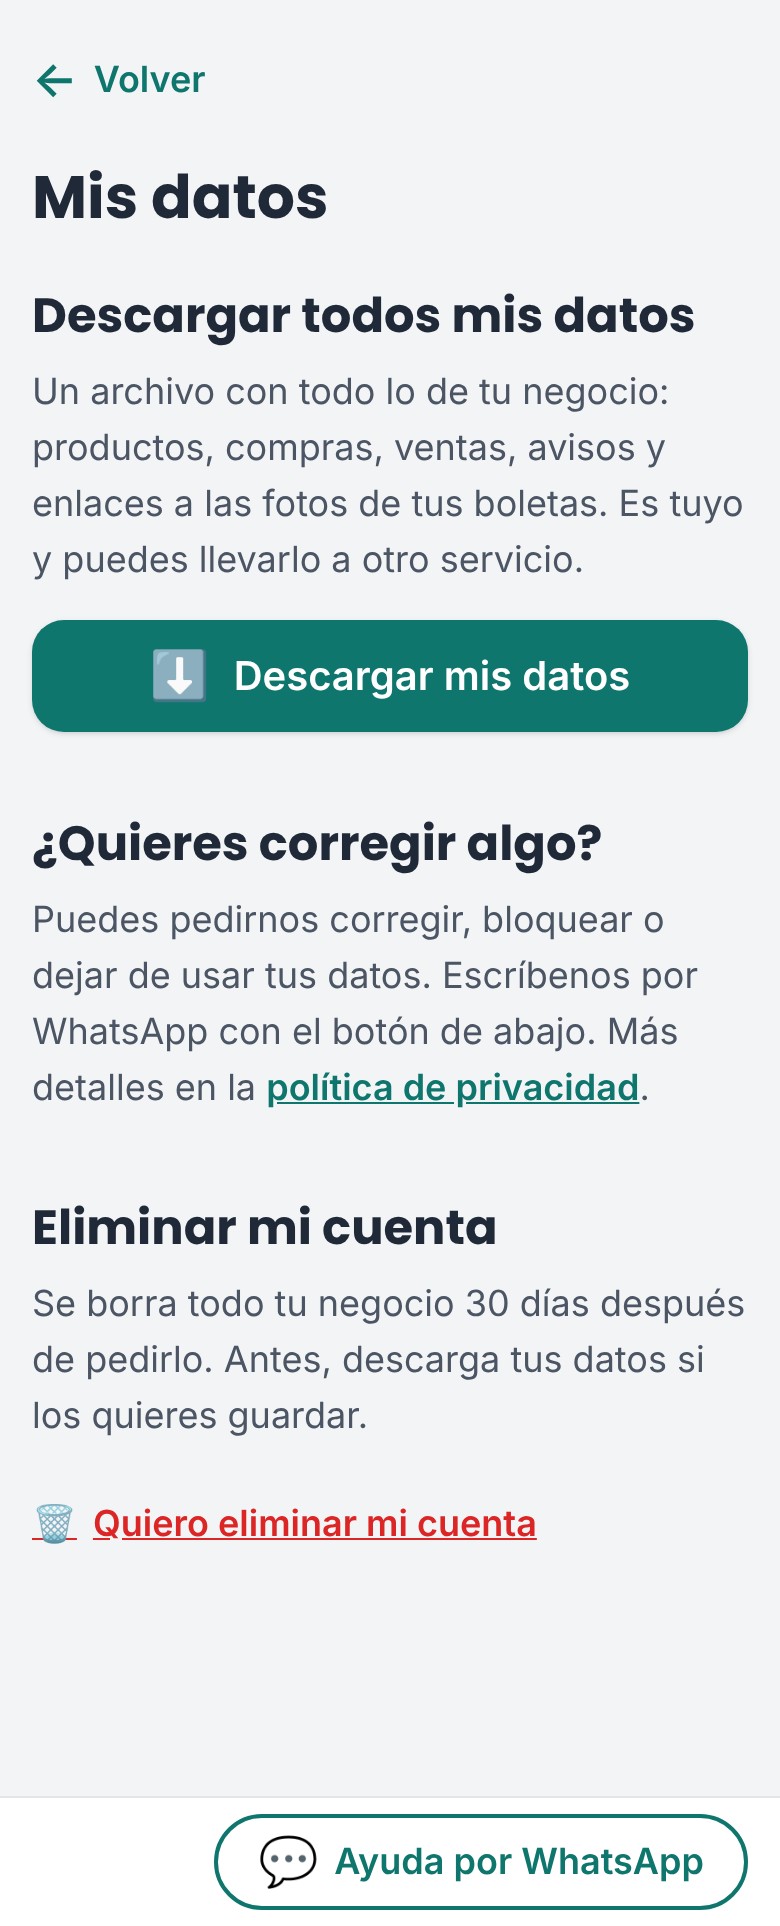 Volver
Mis datos
Descargar todos mis datos
Un archivo con todo lo de tu negocio:
productos, compras, ventas, avisos y
enlaces a las fotos de tus boletas. Es tuyo
y puedes llevarlo a otro servicio.
Descargar mis datos
¿Quieres corregir algo?
Puedes pedirnos corregir, bloquear o
dejar de usar tus datos. Escríbenos por
WhatsApp con el botón de abajo. Más
detalles en la política de privacidad.
Eliminar mi cuenta
Se borra todo tu negocio 30 días después
de pedirlo. Antes, descarga tus datos si
los quieres guardar.
Quiero eliminar mi cuenta
Ayuda por WhatsApp